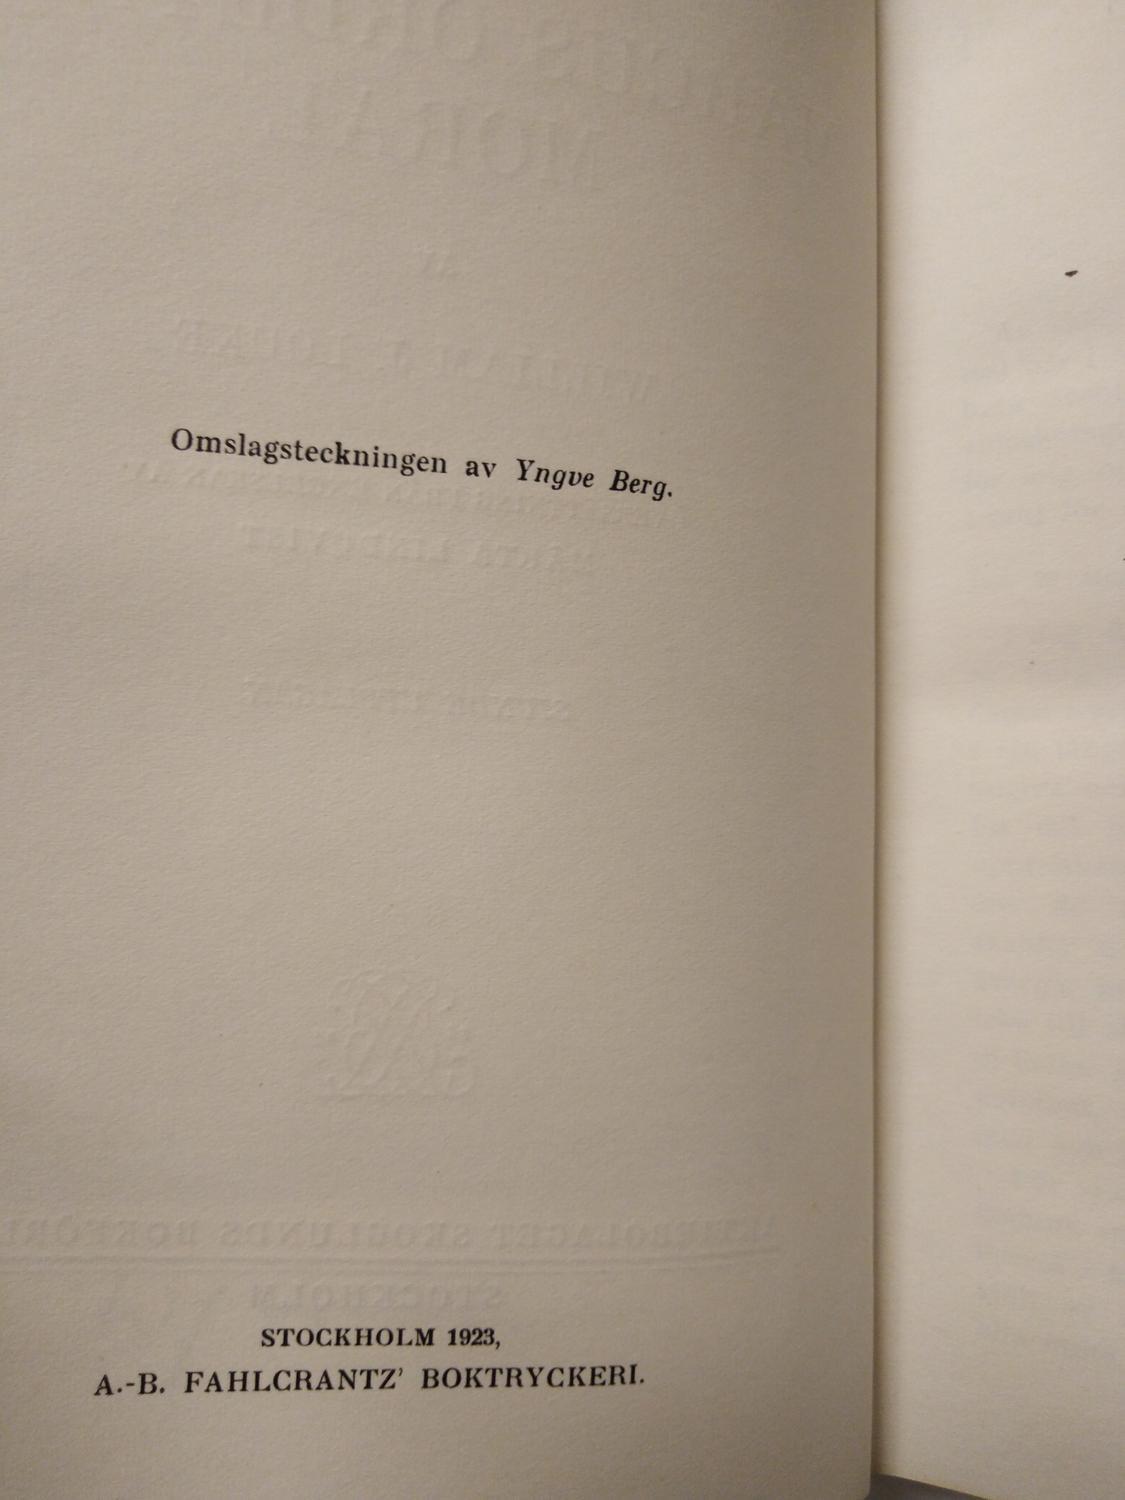 Omslagsteckningen av Yngve Berg.
STOCKHOLM 1923,
A.-B. FAHLCRANTZ' BOKTRYCKERI.